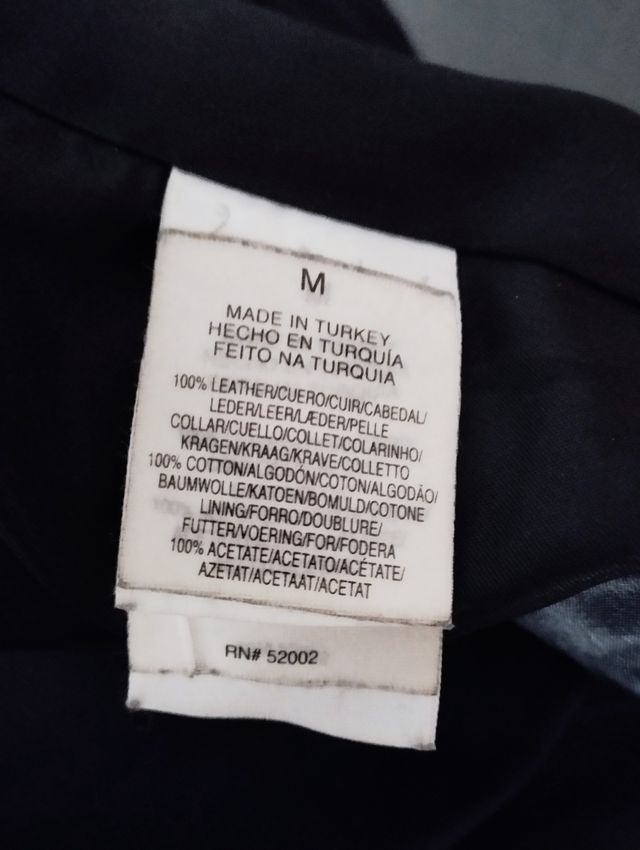 M
MADE IN TURKEY
HECHO EN TURQUÍA
FEITO NA TURQUIA
100% LEATHER/CUERO/CUIR/CABEDAL/
LEDER/LEER/LÆDER/PELLE
COLLAR/CUELLO/COLLET/COLARINHO/
KRAGEN/KRAAG/KRAVE/COLLETTO
100% COTTON/ALGODÓN/COTON/ALGODÃO/
BAUMWOLLE/KATOEN/BOMULD/COTONE
LINING/FORRO/DOUBLURE/
FUTTER/VOERING/FOR/FODERA
100% ACETATE/ACETATO/ACÉTATE/
AZETAT/ACETAAT/ACETAT
RN# 52002